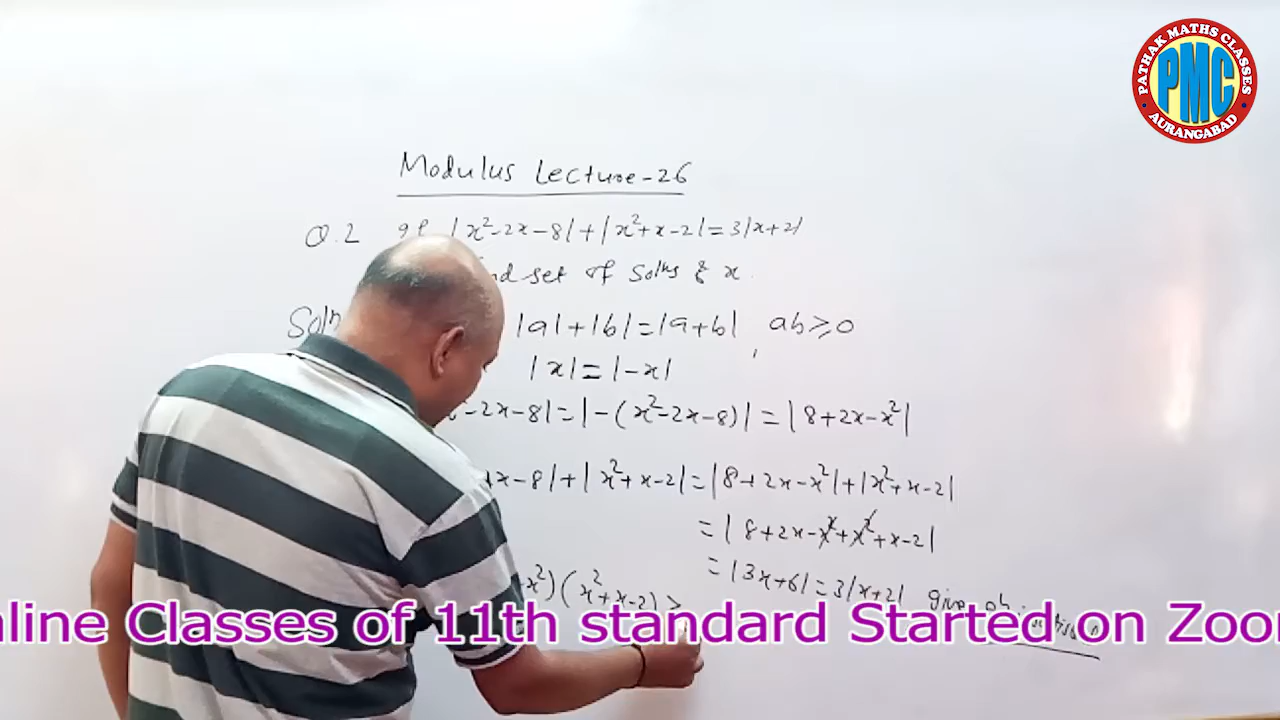 PATHAK MATHS CLASSES
PMC
AURANGABAD
Modulus Lecture-26
Q.2 |x²-2x-8|+|x²+x-2|=3|x+2|
set of Solns & x.
Soln |a|+|b|=|a+b|, ab≥0
|x|=|-x|
-2x-8|=|-(x²-2x-8)|=|8+2x-x²|
x-8|+|x²+x-2|=|8+2x-x²|+|x²+x-2|
=|8+2x-x²+x²+x-2|
=|3x+6|=3|x+2|
x²)(x²+x-2)≥
nline Classes of 11th standard Started on Zoo